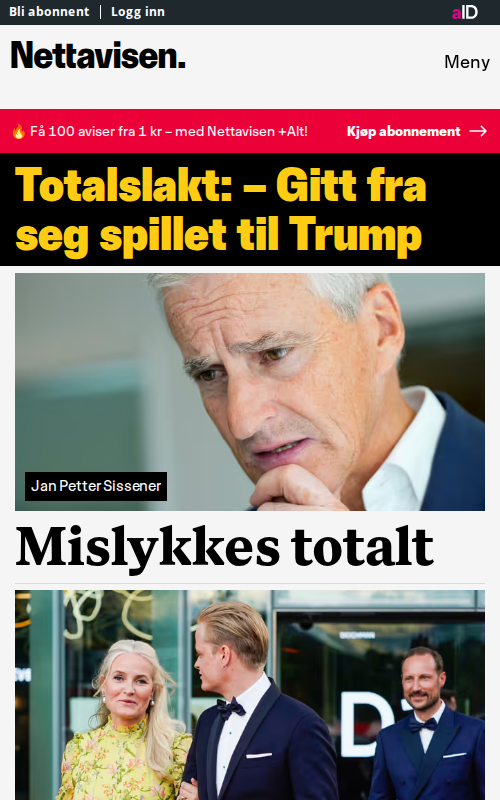 Bli abonnent Logg inn
aID
Nettavisen.
Meny
🔥 Få 100 aviser fra 1 kr – med Nettavisen +Alt!
Kjøp abonnement →
Totalslakt: – Gitt fra
seg spillet til Trump
Jan Petter Sissener
Mislykkes totalt